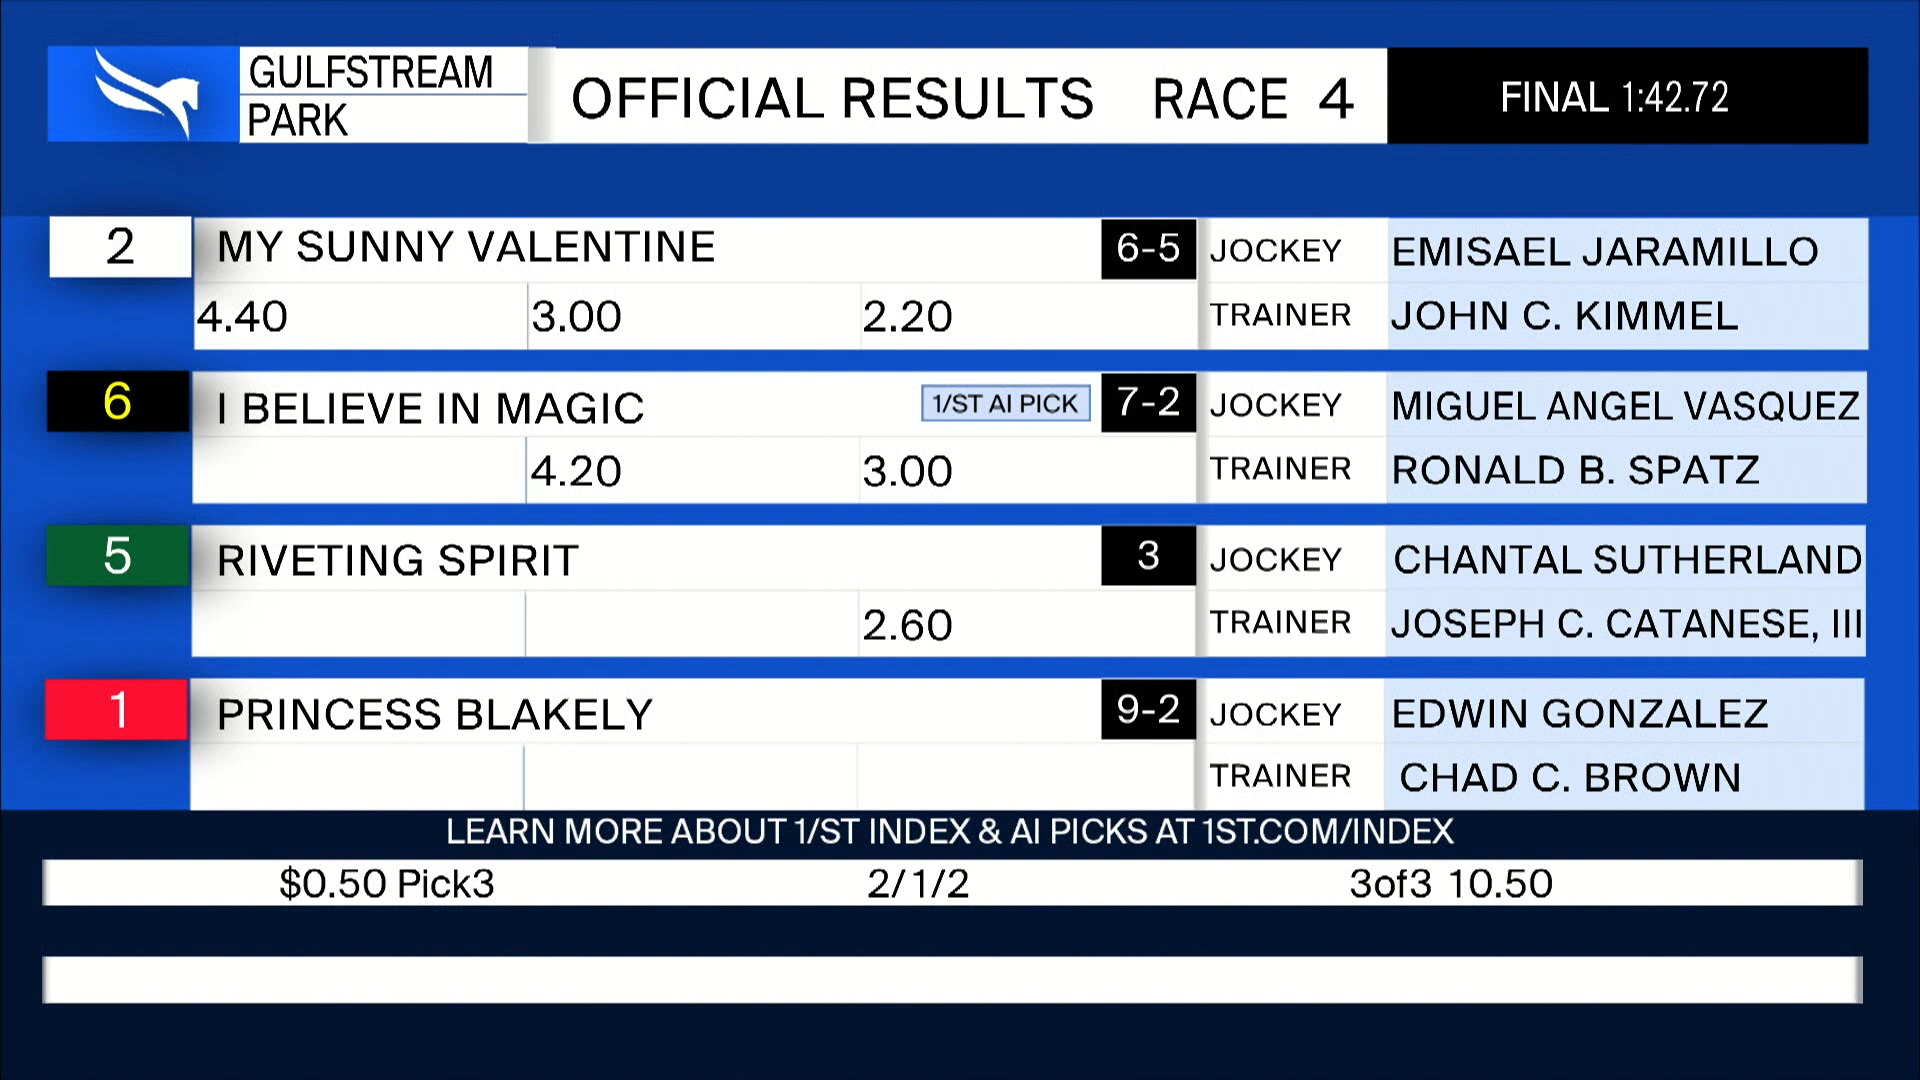 GULFSTREAM
PARK
OFFICIAL RESULTS RACE 4
FINAL 1:42.72
2 MY SUNNY VALENTINE 6-5 JOCKEY EMISAEL JARAMILLO
4.40 3.00 2.20 TRAINER JOHN C. KIMMEL
6 I BELIEVE IN MAGIC 1/ST AI PICK 7-2 JOCKEY MIGUEL ANGEL VASQUEZ
4.20 3.00 TRAINER RONALD B. SPATZ
5 RIVETING SPIRIT 3 JOCKEY CHANTAL SUTHERLAND
2.60 TRAINER JOSEPH C. CATANESE, III
1 PRINCESS BLAKELY 9-2 JOCKEY EDWIN GONZALEZ
TRAINER CHAD C. BROWN
LEARN MORE ABOUT 1/ST INDEX & AI PICKS AT 1ST.COM/INDEX
$0.50 Pick3 2/1/2 3of3 10.50